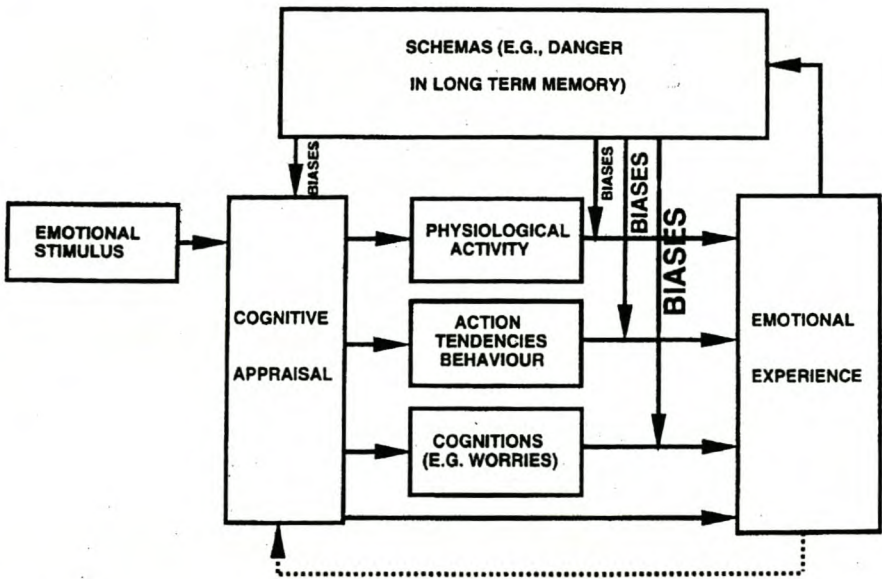 SCHEMAS (E.G., DANGER
IN LONG TERM MEMORY)
BIASES
BIASES
BIASES
BIASES
EMOTIONAL
STIMULUS
COGNITIVE
APPRAISAL
PHYSIOLOGICAL
ACTIVITY
ACTION
TENDENCIES
BEHAVIOUR
COGNITIONS
(E.G. WORRIES)
EMOTIONAL
EXPERIENCE